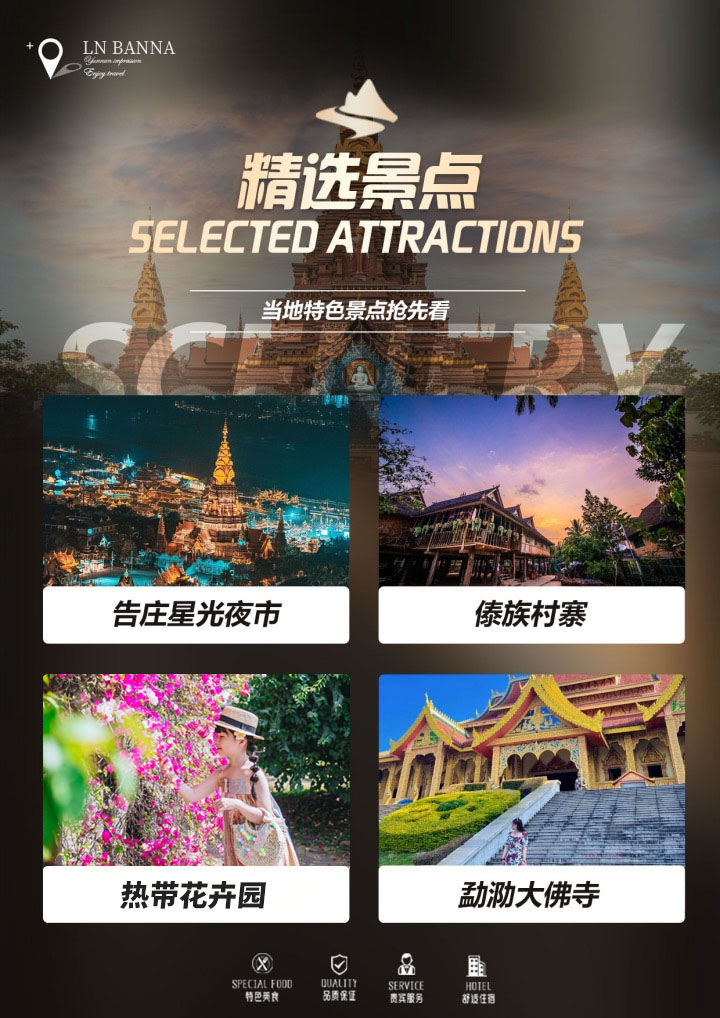 LN BANNA
Yunnan impression
Enjoy travel
精选景点
SELECTED ATTRACTIONS
当地特色景点抢先看
SCENERY
告庄星光夜市
傣族村寨
热带花卉园
勐泐大佛寺
SPECIAL FOOD
特色美食
QUALITY
品质保证
SERVICE
贵宾服务
HOTEL
舒适住宿